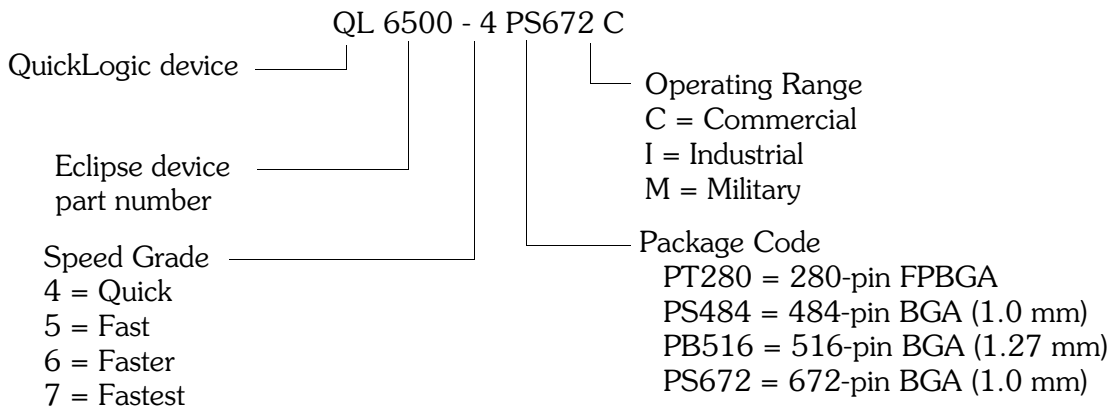 QL 6500 - 4 PS672 C
QuickLogic device
Operating Range
C = Commercial
I = Industrial
M = Military
Eclipse device
part number
Speed Grade
4 = Quick
5 = Fast
6 = Faster
7 = Fastest
Package Code
PT280 = 280-pin FPBGA
PS484 = 484-pin BGA (1.0 mm)
PB516 = 516-pin BGA (1.27 mm)
PS672 = 672-pin BGA (1.0 mm)